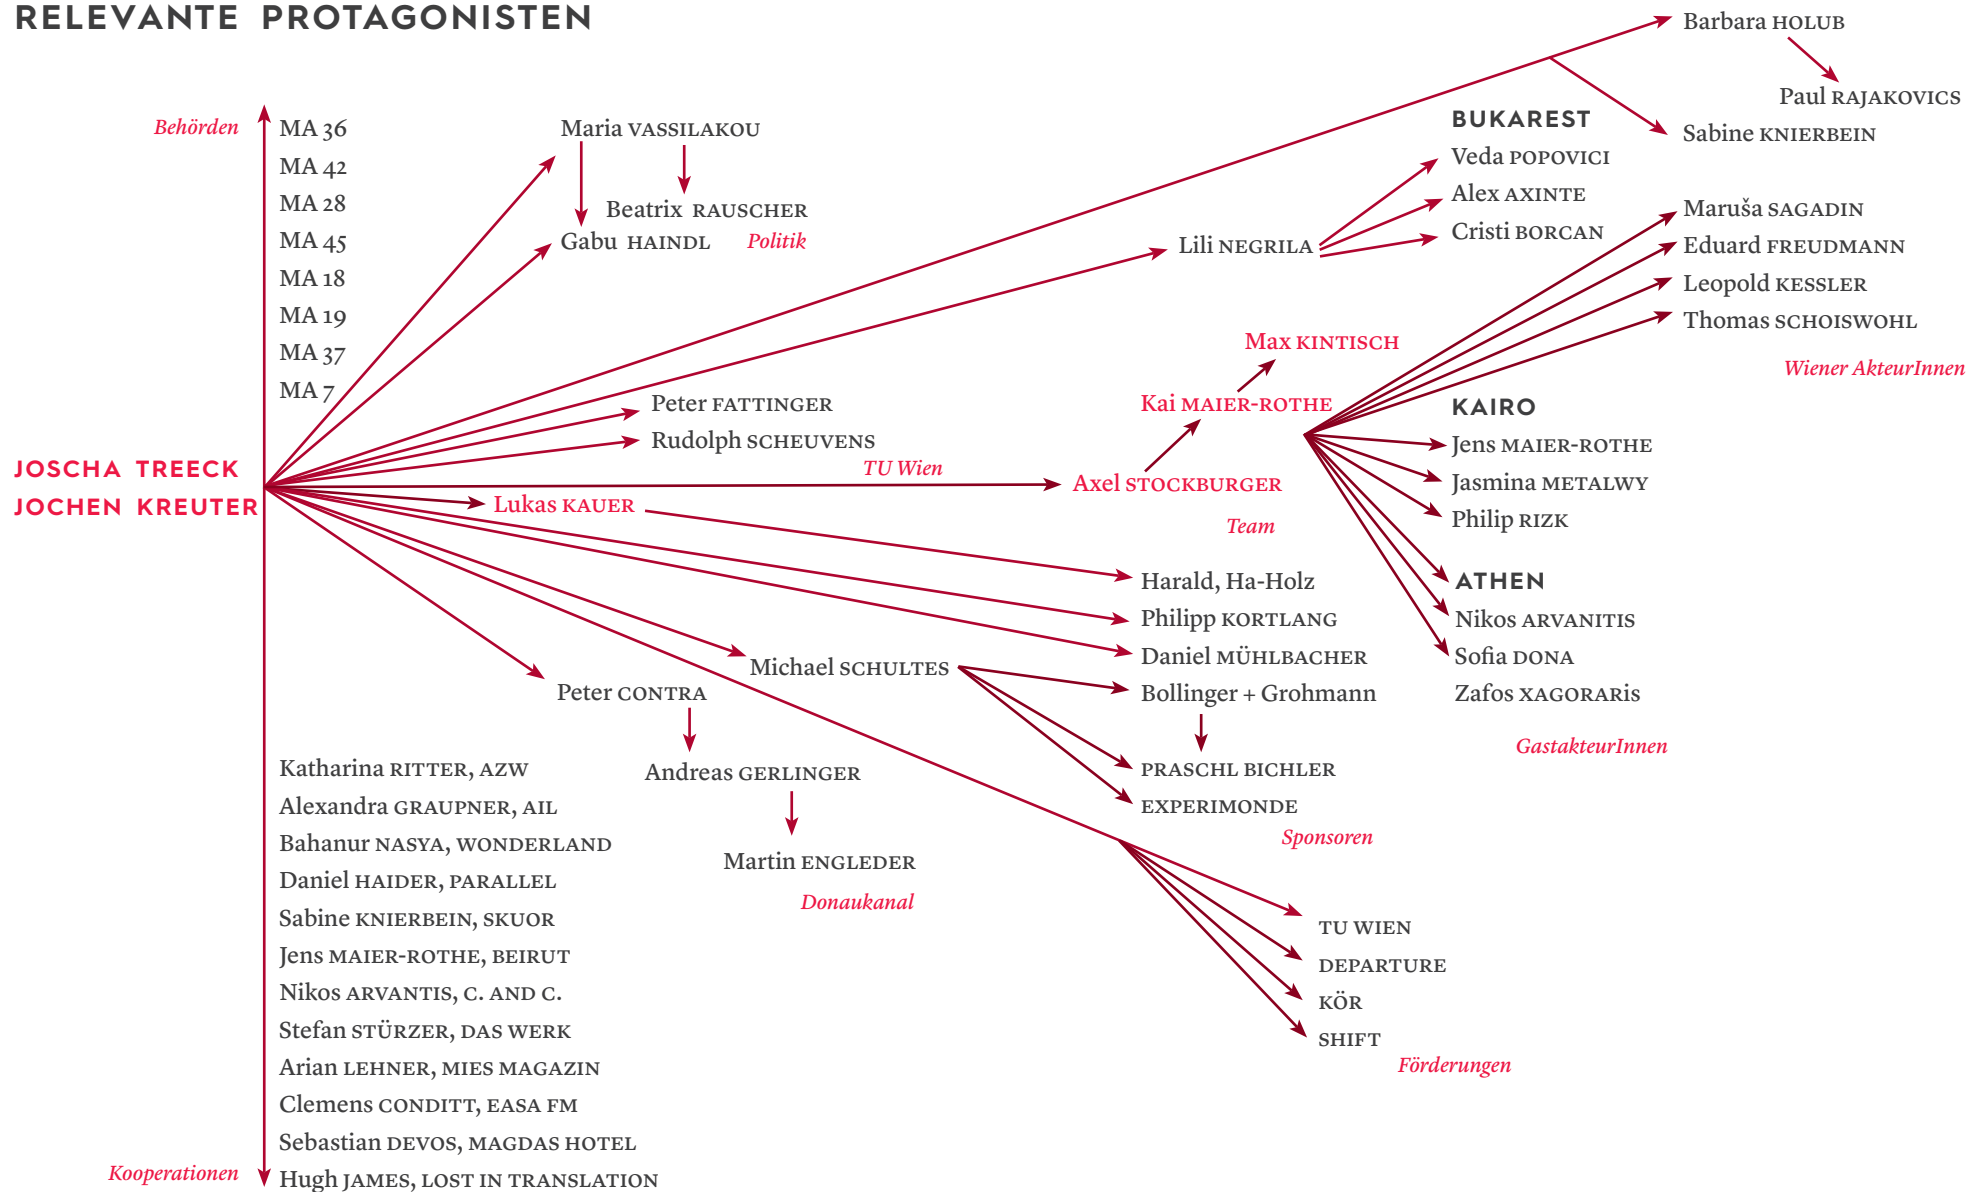 RELEVANTE PROTAGONISTEN
Behörden
MA 36
MA 42
MA 28
MA 45
MA 18
MA 19
MA 37
MA 7
JOSCHA TREECK
JOCHEN KREUTER
Maria VASSILAKOU
Beatrix RAUSCHER
Gabu HAINDL
Politik
Peter FATTINGER
Rudolph SCHEUVENS
TU Wien
Lukas KAUER
Axel STOCKBURGER
Kai MAIER-ROTHE
Max KINTISCH
Team
Lili NEGRILA
BUKAREST
Veda POPOVICI
Alex AXINTE
Cristi BORCAN
Barbara HOLUB
Paul RAJAKOVICS
Sabine KNIERBEIN
Maruša SAGADIN
Eduard FREUDMANN
Leopold KESSLER
Thomas SCHOISWOHL
Wiener AkteurInnen
KAIRO
Jens MAIER-ROTHE
Jasmina METALWY
Philip RIZK
ATHEN
Nikos ARVANITIS
Sofia DONA
Zafos XAGORARis
GastakteurInnen
Harald, Ha-Holz
Philipp KORTLANG
Daniel MÜHLBACHER
Bollinger + Grohmann
PRASCHL BICHLER
EXPERIMONDE
Sponsoren
Michael SCHULTES
Peter CONTRA
Andreas GERLINGER
Martin ENGLEDER
Donaukanal
TU WIEN
DEPARTURE
KÖR
SHIFT
Förderungen
Katharina RITTER, AZW
Alexandra GRAUPNER, AIL
Bahanur NASYA, WONDERLAND
Daniel HAIDER, PARALLEL
Sabine KNIERBEIN, SKUOR
Jens MAIER-ROTHE, BEIRUT
Nikos ARVANTIS, C. AND C.
Stefan STÜRZER, DAS WERK
Arian LEHNER, MIES MAGAZIN
Clemens CONDITT, EASA FM
Sebastian DEVOS, MAGDAS HOTEL
Hugh JAMES, LOST IN TRANSLATION
Kooperationen